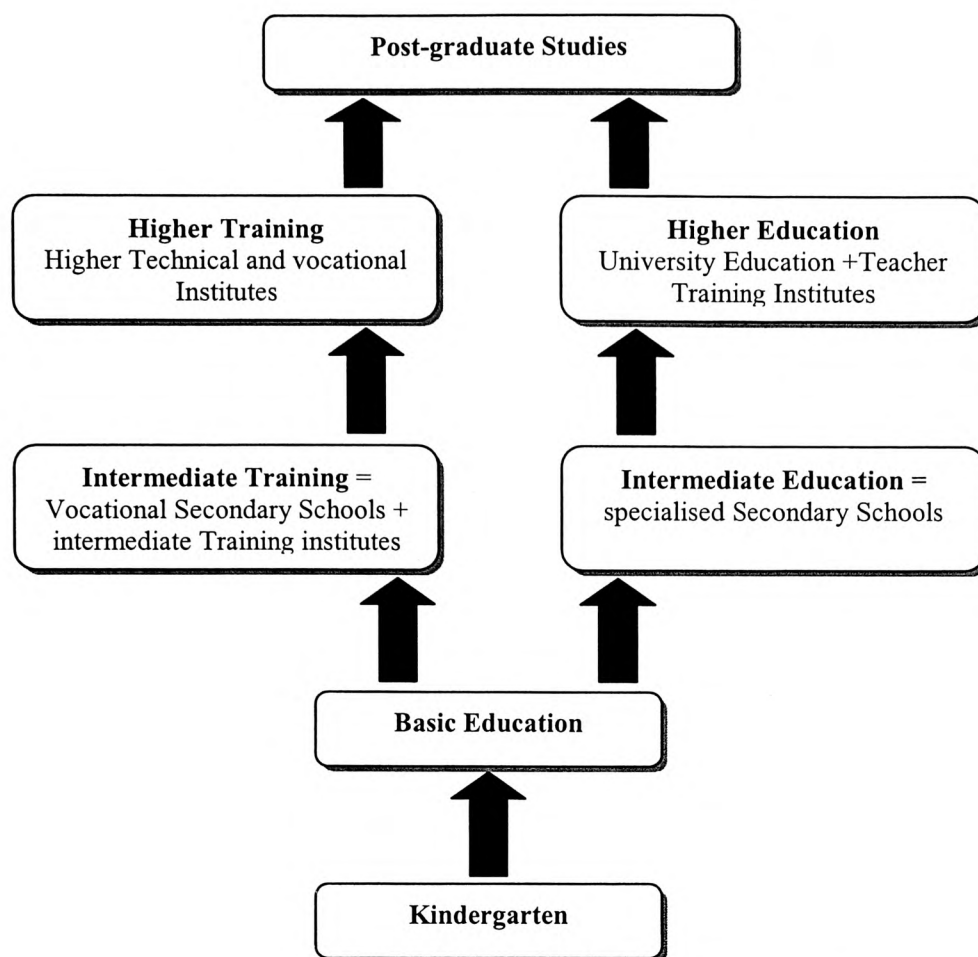 Post-graduate Studies
Higher Training
Higher Technical and vocational
Institutes
Higher Education
University Education +Teacher
Training Institutes
Intermediate Training =
Vocational Secondary Schools +
intermediate Training institutes
Intermediate Education =
specialised Secondary Schools
Basic Education
Kindergarten